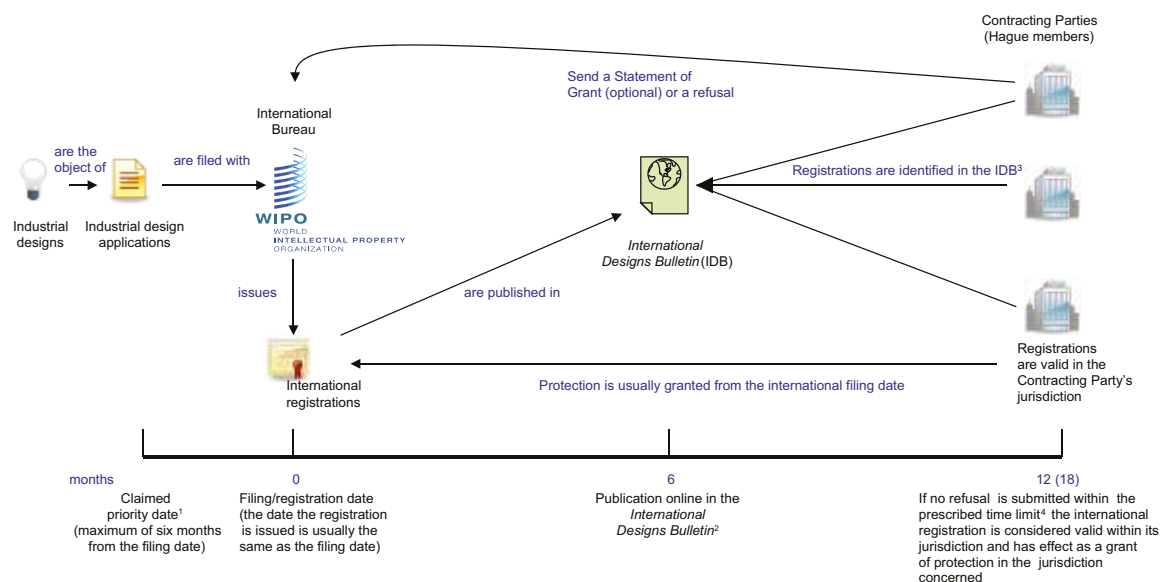 Contracting Parties
(Hague members)
Send a Statement of
Grant (optional) or a refusal
International
Bureau
are the
object of
are filed with
Registrations are identified in the IDB³
Industrial
designs
Industrial design
applications
WIPO
WORLD
INTELLECTUAL PROPERTY
ORGANIZATION
International
Designs Bulletin (IDB)
issues
are published in
International
registrations
Protection is usually granted from the international filing date
Registrations
are valid in the
Contracting Party's
jurisdiction
months
0
6
12 (18)
Claimed
priority date¹
(maximum of six months
from the filing date)
Filing/registration date
(the date the registration
is issued is usually the
same as the filing date)
Publication online in the
International
Designs Bulletin²
If no refusal is submitted within the
prescribed time limit⁴ the international
registration is considered valid within its
jurisdiction and has effect as a grant
of protection in the jurisdiction
concerned